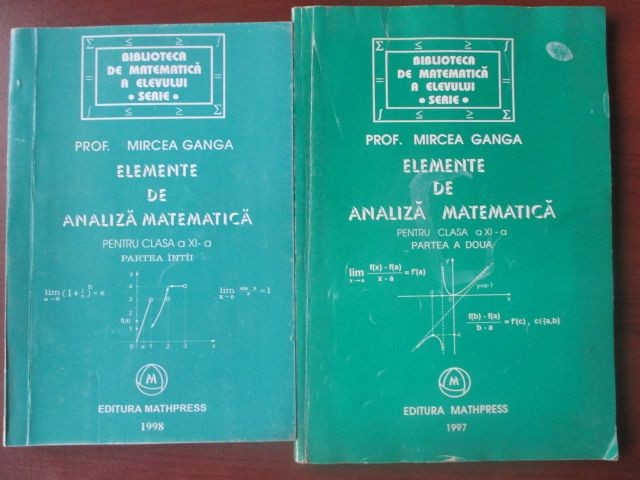 BIBLIOTECA
DE MATEMATICĂ
A ELEVULUI
• SERIE •
PROF. MIRCEA GANGA
ELEMENTE
DE
ANALIZĂ MATEMATICĂ
PENTRU CLASA a XI-a
PARTEA ÎNTÎI
EDITURA MATHPRESS
1998
BIBLIOTECA
DE MATEMATICĂ
A ELEVULUI
• SERIE •
PROF. MIRCEA GANGA
ELEMENTE
DE
ANALIZĂ MATEMATICĂ
PENTRU CLASA a XI-a
PARTEA A DOUA
lim f(x) - f(a) / x - a = f'(a)
x→a
y=x-1
f(b) - f(a) / b - a = f'(c), c∈(a,b)
EDITURA MATHPRESS
1997